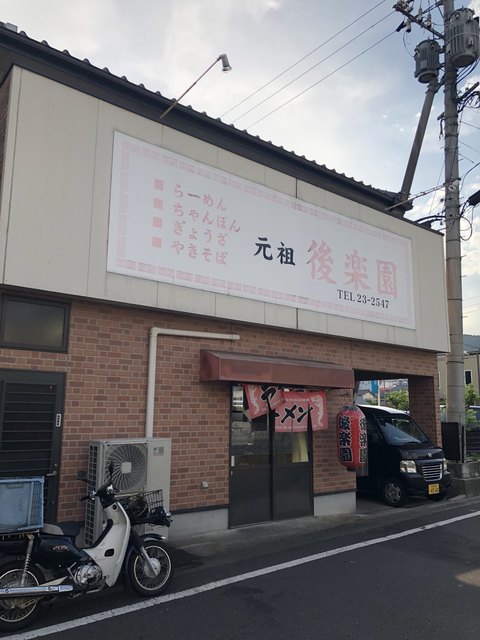 ■らーめん
■ちゃんぽん
■ぎょうざ
■やきそば
元祖 後楽園
TEL 23-2547
ラーメン
後楽園